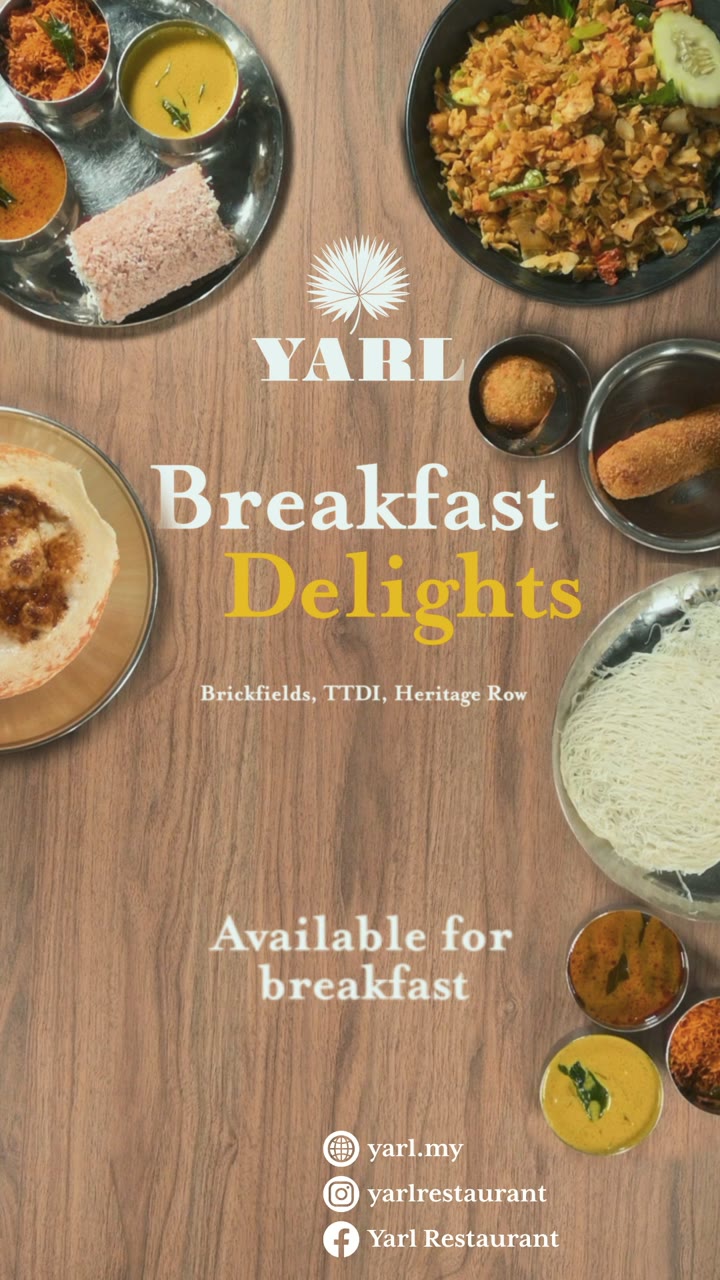 YARL
Breakfast
Delights
Brickfields, TTDI, Heritage Row
Available for
breakfast
yarl.my
yarlrestaurant
Yarl Restaurant